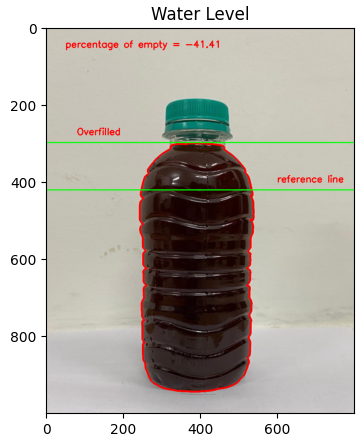 Water Level
0
percentage of empty = -41.41
200
Overfilled
reference line
400
600
800
0 200 400 600